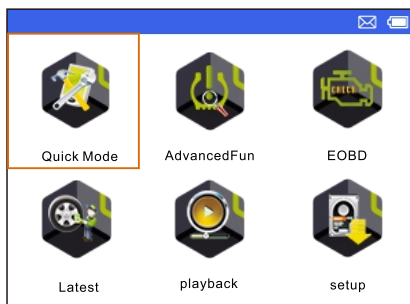 CHECK
Quick Mode
AdvancedFun
EOBD
Latest
playback
setup